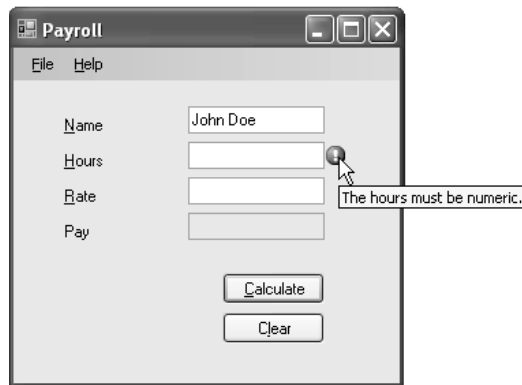 Payroll
File Help
Name John Doe
Hours
Rate
The hours must be numeric.
Pay
Calculate
Clear